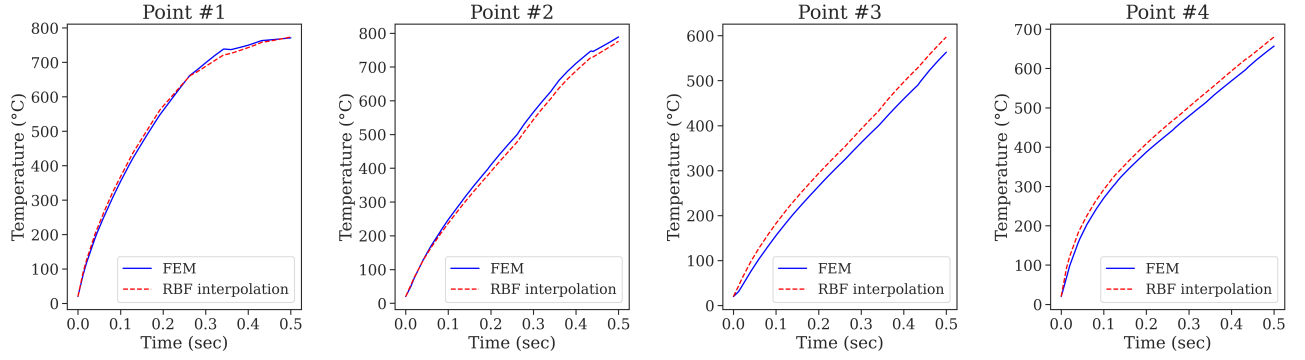 Point #1
Temperature (°C)
800
700
600
500
400
300
200
100
0
FEM
RBF interpolation
0.0 0.1 0.2 0.3 0.4 0.5
Time (sec)
Point #2
Temperature (°C)
800
700
600
500
400
300
200
100
0
FEM
RBF interpolation
0.0 0.1 0.2 0.3 0.4 0.5
Time (sec)
Point #3
Temperature (°C)
600
500
400
300
200
100
0
FEM
RBF interpolation
0.0 0.1 0.2 0.3 0.4 0.5
Time (sec)
Point #4
Temperature (°C)
700
600
500
400
300
200
100
0
FEM
RBF interpolation
0.0 0.1 0.2 0.3 0.4 0.5
Time (sec)